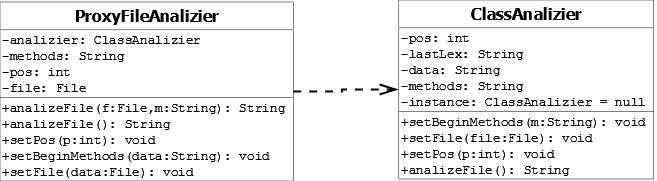 ProxyFileAnalizier
-analizier: ClassAnalizier
-methods: String
-pos: int
-file: File
+analizeFile(f:File,m:String): String
+analizeFile(): String
+setPos(p:int): void
+setBeginMethods(data:String): void
+setFile(data:File): void
ClassAnalizier
-pos: int
-lastLex: String
-data: String
-methods: String
-instance: ClassAnalizier = null
+setBeginMethods(m:String): void
+setFile(file:File): void
+setPos(p:int): void
+analizeFile(): String